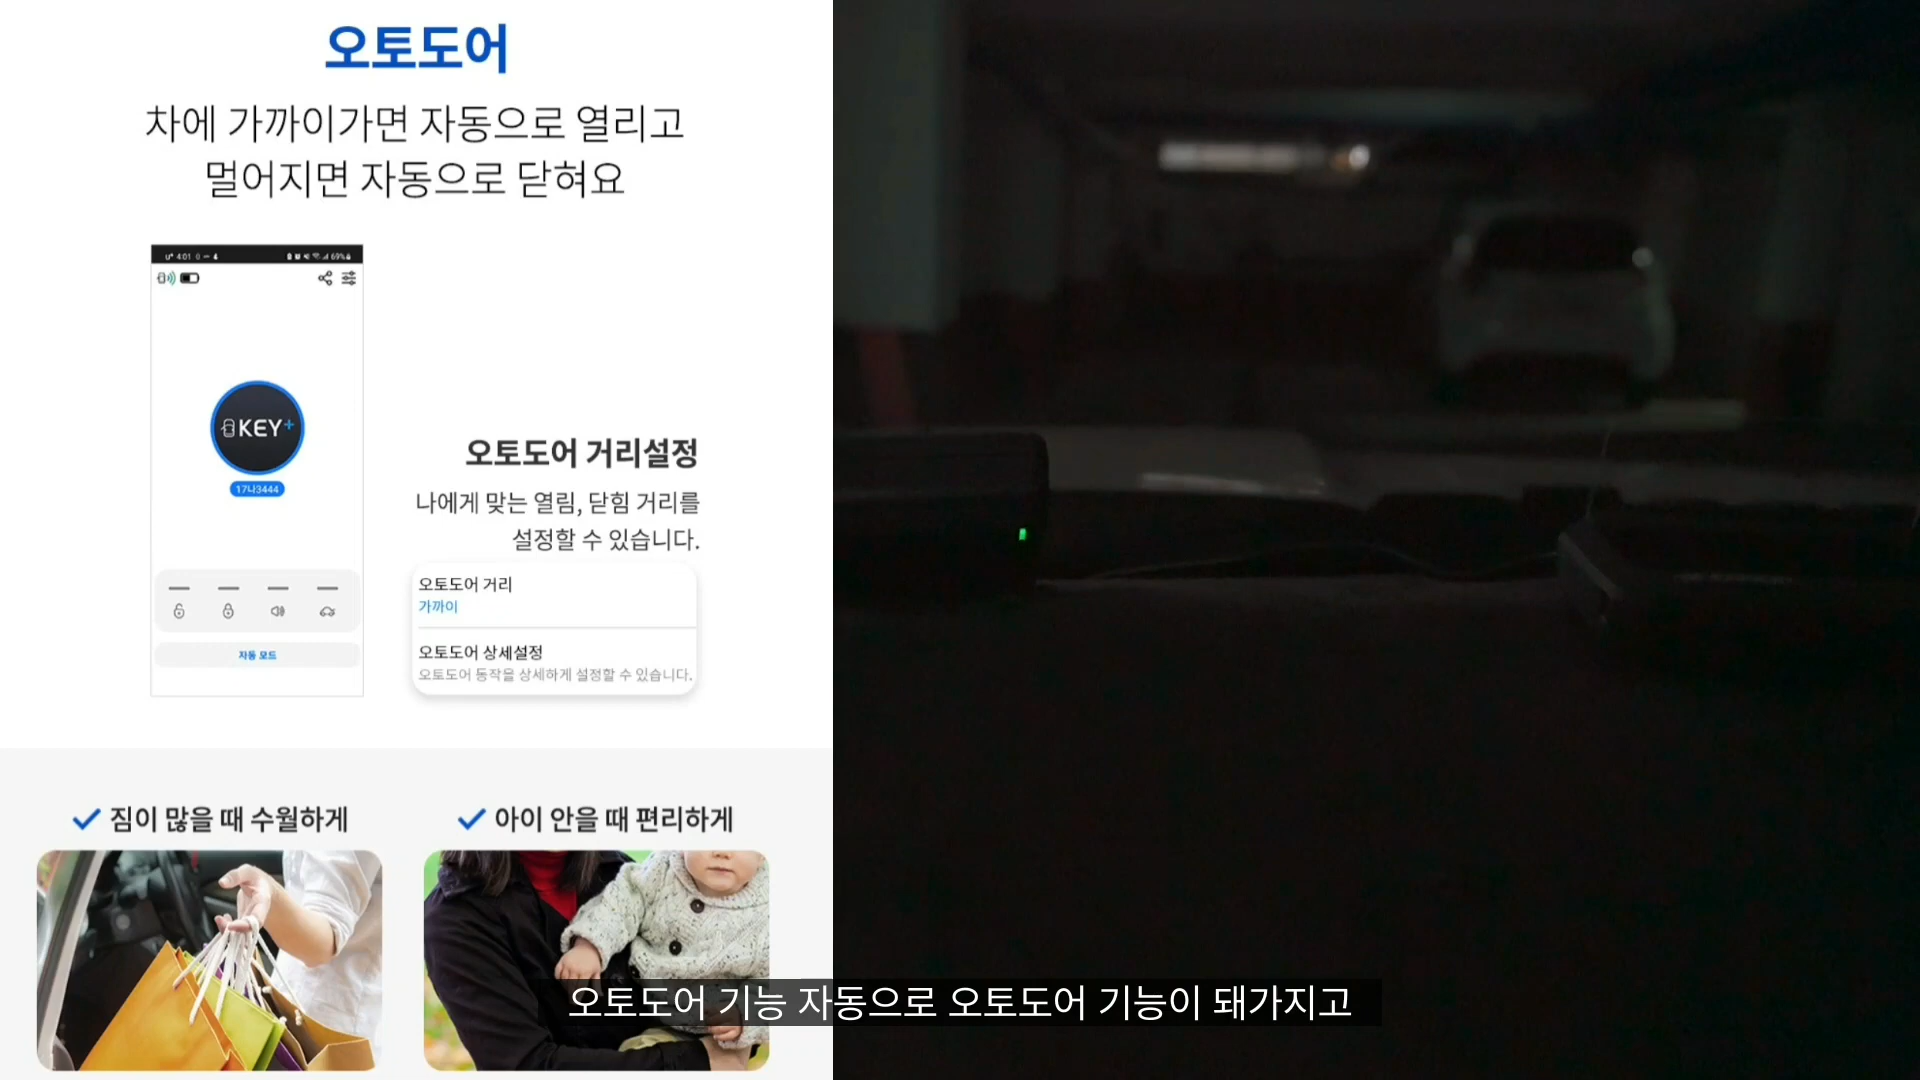 오토도어
차에 가까이가면 자동으로 열리고
멀어지면 자동으로 닫혀요
4:01
69%
KEY+
17나3444
자동 모드
오토도어 거리설정
나에게 맞는 열림, 닫힘 거리를
설정할 수 있습니다.
오토도어 거리
가까이
오토도어 상세설정
오토도어 동작을 상세하게 설정할 수 있습니다.
짐이 많을 때 수월하게
아이 안을 때 편리하게
오토도어 기능 자동으로 오토도어 기능이 돼가지고